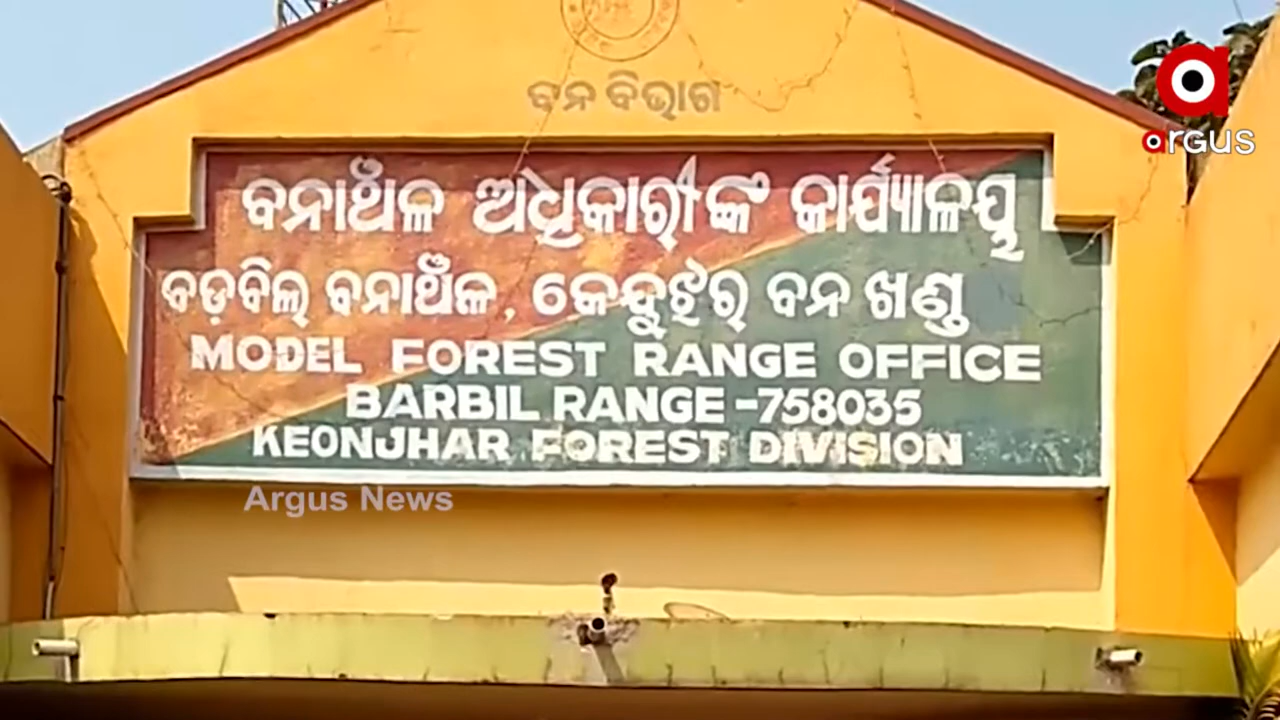 ବନ ବିଭାଗ
argus
ବନାଞ୍ଚଳ ଅଧିକାରୀଙ୍କ କାର୍ଯ୍ୟାଳୟ
ବଡ଼ବିଲ୍ ବନାଞ୍ଚଳ, କେନ୍ଦୁଝର୍ ବନ ଖଣ୍ଡ
MODEL FOREST RANGE OFFICE
BARBIL RANGE -758035
KEONJHAR FOREST DIVISION
Argus News